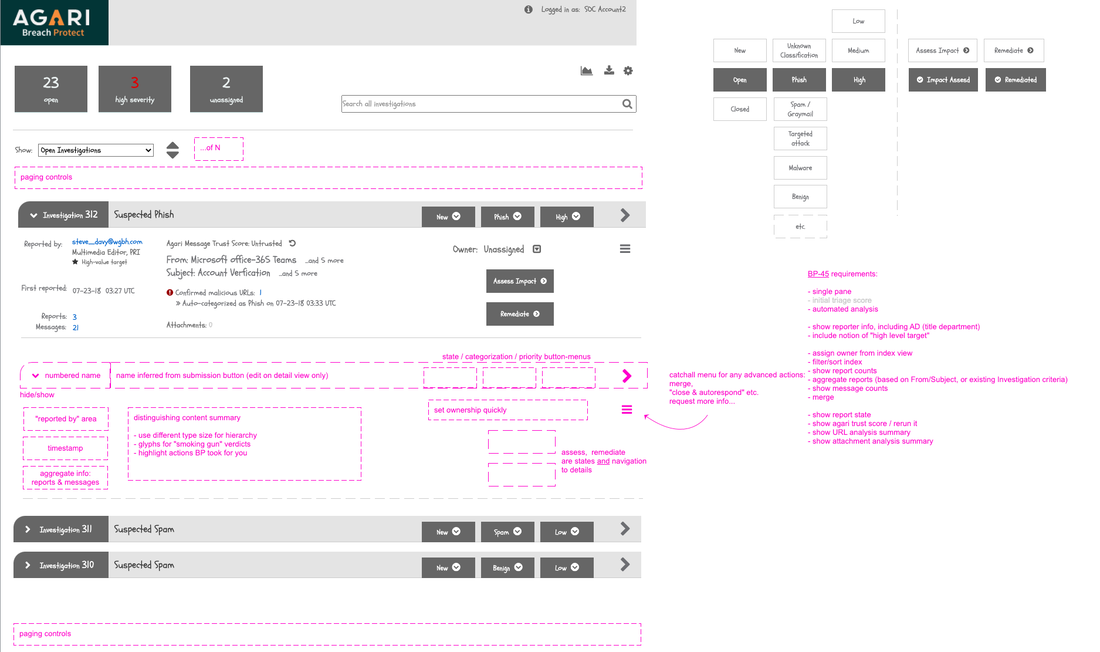 AGARI
Breach Protect
Logged in as: SOC Account2
23
open
3
high severity
2
unassigned
Search all investigations
Show:
Open Investigations
...of N
paging controls
Investigation 312
Suspected Phish
New
Phish
High
Reported by:
steve_davy@wgbh.com
Multimedia Editor, PRI
High-value target
First reported:
07-23-18 03:27 UTC
Reports: 3
Messages: 21
Agari Message Trust Score: Untrusted
From: Microsoft office-365 Teams ...and 5 more
Subject: Account Verfication ...and 5 more
Confirmed malicious URLs: 1
» Auto-categorized as Phish on 07-23-18 03:33 UTC
Attachments: 0
Owner: Unassigned
Assess Impact
Remediate
state / categorization / priority button-menus
numbered name
name inferred from submission button (edit on detail view only)
hide/show
"reported by" area
timestamp
aggregate info:
reports & messages
distinguishing content summary
- use different type size for hierarchy
- glyphs for "smoking gun" verdicts
- highlight actions BP took for you
set ownership quickly
assess, remediate
are states and navigation
to details
catchall menu for any advanced actions:
merge,
"close & autorespond" etc.
request more info...
Investigation 311
Suspected Spam
New
Spam
Low
Investigation 310
Suspected Spam
New
Benign
Low
paging controls
Low
New
Unknown
Classification
Medium
Assess Impact
Remediate
Open
Phish
High
Impact Assesd
Remediated
Closed
Spam /
Graymail
Targeted
attack
Malware
Benign
etc.
BP-45 requirements:
- single pane
- initial triage score
- automated analysis
- show reporter info, including AD (title department)
- include notion of "high level target"
- assign owner from index view
- filter/sort index
- show report counts
- aggregate reports (based on From/Subject, or existing Investigation criteria)
- show message counts
- merge
- show report state
- show agari trust score / rerun it
- show URL analysis summary
- show attachment analysis summary